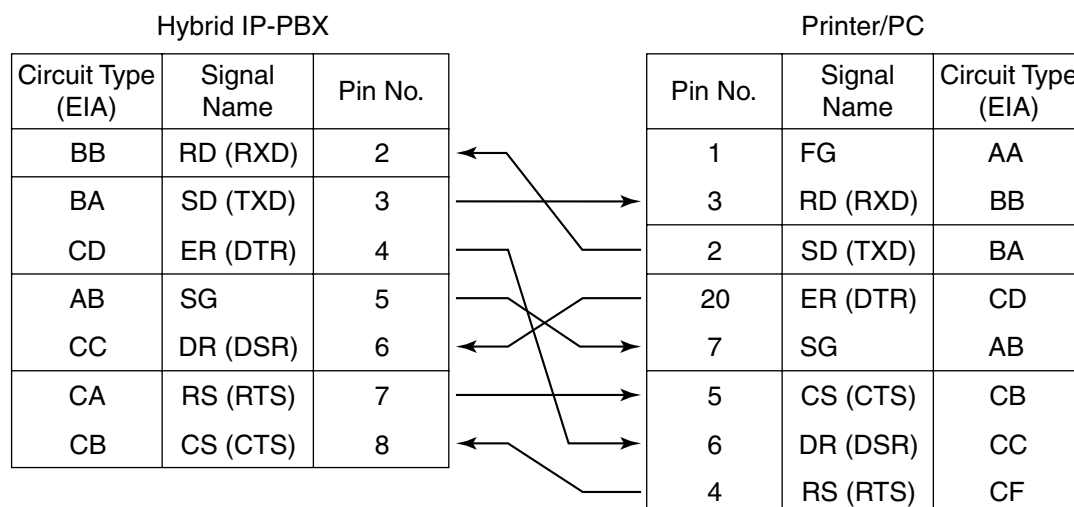 Hybrid IP-PBX
Circuit Type (EIA) Signal Name Pin No.
BB RD (RXD) 2
BA SD (TXD) 3
CD ER (DTR) 4
AB SG 5
CC DR (DSR) 6
CA RS (RTS) 7
CB CS (CTS) 8
Printer/PC
Pin No. Signal Name Circuit Type (EIA)
1 FG AA
3 RD (RXD) BB
2 SD (TXD) BA
20 ER (DTR) CD
7 SG AB
5 CS (CTS) CB
6 DR (DSR) CC
4 RS (RTS) CF